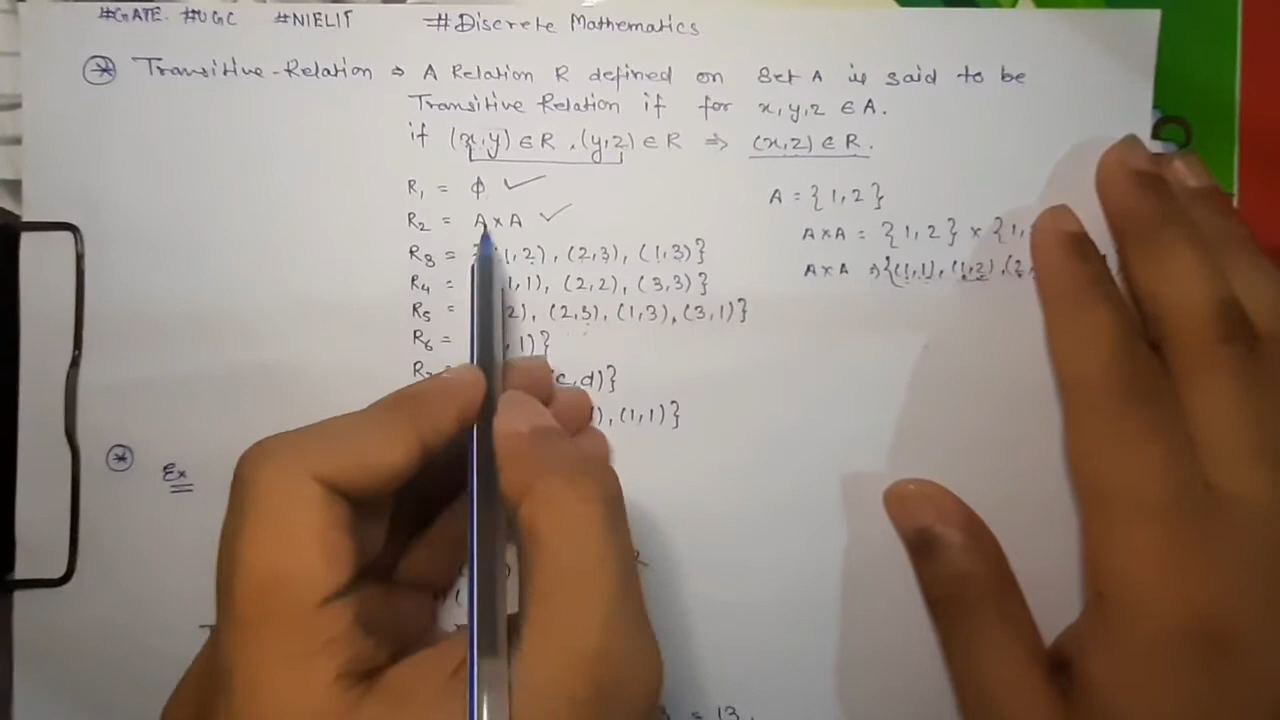 #GATE #UGC #NIELIT #Discrete Mathematics
* Transitive-Relation ⇒ A Relation R defined on Set A is said to be
Transitive Relation if for x,y,z ∈ A.
if (x,y) ∈ R, (y,z) ∈ R ⇒ (x,z) ∈ R.
R1 = ϕ ✓
R2 = A×A ✓
R3 = 1,2), (2,3), (1,3)}
R4 = 1,1), (2,2), (3,3)}
R5 = 2), (2,3), (1,3), (3,1)}
R6 = 1)}
c,d)}
), (1,1)}
A = {1,2}
A×A = {1,2} × {1,
A×A ⇒ {(1,1), (1,2), (2,
* Ex
= 13.